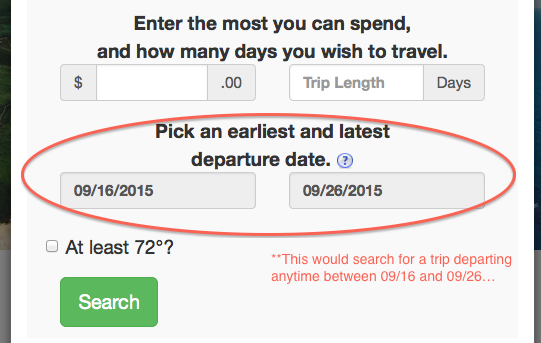 Enter the most you can spend,
and how many days you wish to travel.
$ .00 Trip Length Days
Pick an earliest and latest
departure date. ?
09/16/2015 09/26/2015
At least 72°?
**This would search for a trip departing
anytime between 09/16 and 09/26...
Search